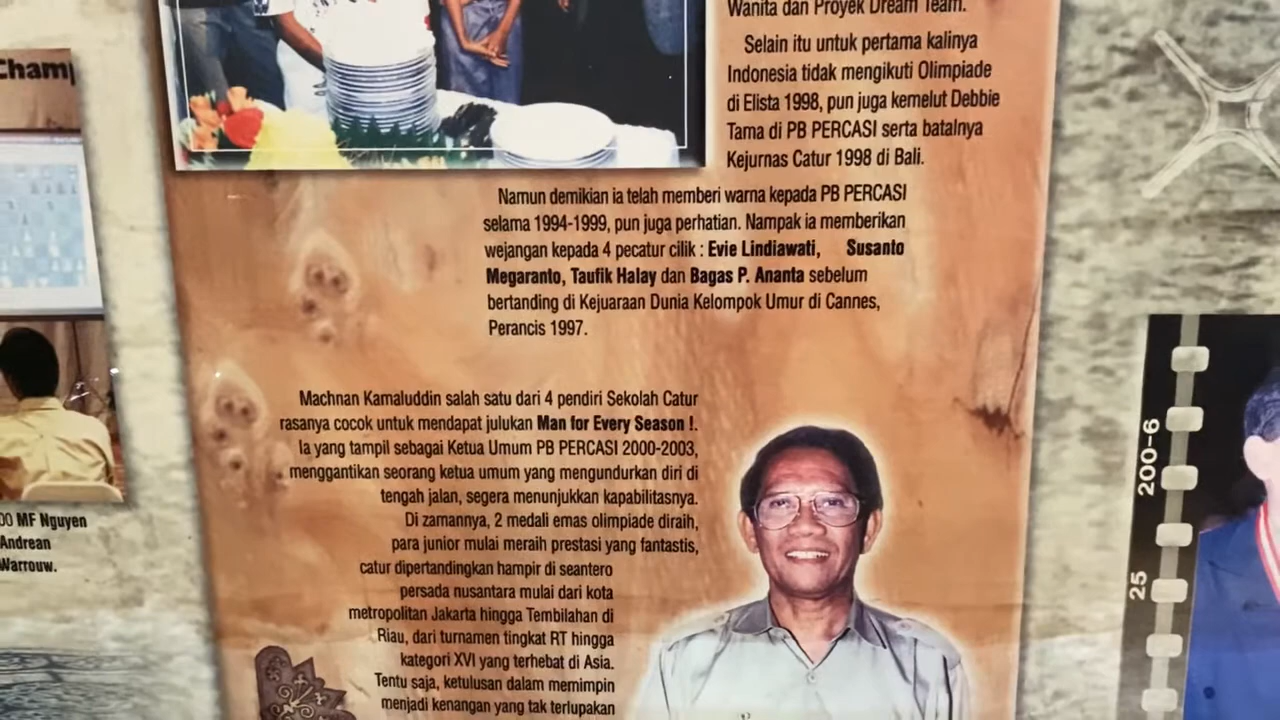 Wanita dan Proyek Dream Team.
Selain itu untuk pertama kalinya
Indonesia tidak mengikuti Olimpiade
di Elista 1998, pun juga kemelut Debbie
Tama di PB PERCASI serta batalnya
Kejurnas Catur 1998 di Bali.
Namun demikian ia telah memberi warna kepada PB PERCASI
selama 1994-1999, pun juga perhatian. Nampak ia memberikan
wejangan kepada 4 pecatur cilik : Evie Lindiawati, Susanto
Megaranto, Taufik Halay dan Bagas P. Ananta sebelum
bertanding di Kejuaraan Dunia Kelompok Umur di Cannes,
Perancis 1997.
Machnan Kamaluddin salah satu dari 4 pendiri Sekolah Catur
rasanya cocok untuk mendapat julukan Man for Every Season !.
Ia yang tampil sebagai Ketua Umum PB PERCASI 2000-2003,
menggantikan seorang ketua umum yang mengundurkan diri di
tengah jalan, segera menunjukkan kapabilitasnya.
Di zamannya, 2 medali emas olimpiade diraih,
para junior mulai meraih prestasi yang fantastis,
catur dipertandingkan hampir di seantero
persada nusantara mulai dari kota
metropolitan Jakarta hingga Tembilahan di
Riau, dari turnamen tingkat RT hingga
kategori XVI yang terhebat di Asia.
Tentu saja, ketulusan dalam memimpin
menjadi kenangan yang tak terlupakan
Champ
00 MF Nguyen
Andrean
Warrouw.
200-6
25